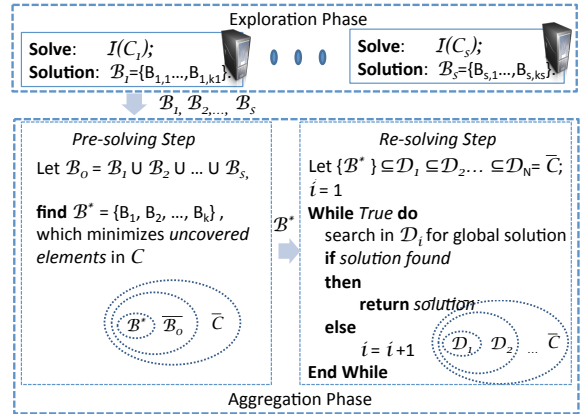 Exploration Phase
Solve: I(C₁);
Solution: ℬ₁={B₁,₁...,B₁,ₖ₁}.
Solve: I(Cₛ);
Solution: ℬₛ={Bₛ,₁...,Bₛ,ₖₛ}.
ℬ₁, ℬ₂,..., ℬₛ
Pre-solving Step
Let ℬ₀ = ℬ₁ ∪ ℬ₂ ∪ ... ∪ ℬₛ,
find ℬ* = {B₁, B₂, ..., Bₖ} ,
which minimizes uncovered
elements in C
ℬ* ℬ̅₀ C̅
ℬ*
Re-solving Step
Let {ℬ* } ⊆ 𝒟₁ ⊆ 𝒟₂... ⊆ 𝒟ɴ= C̅;
i = 1
While True do
search in 𝒟ᵢ for global solution
if solution found
then
return solution
else
i = i +1
End While
𝒟₁ 𝒟₂ ... C̅
Aggregation Phase